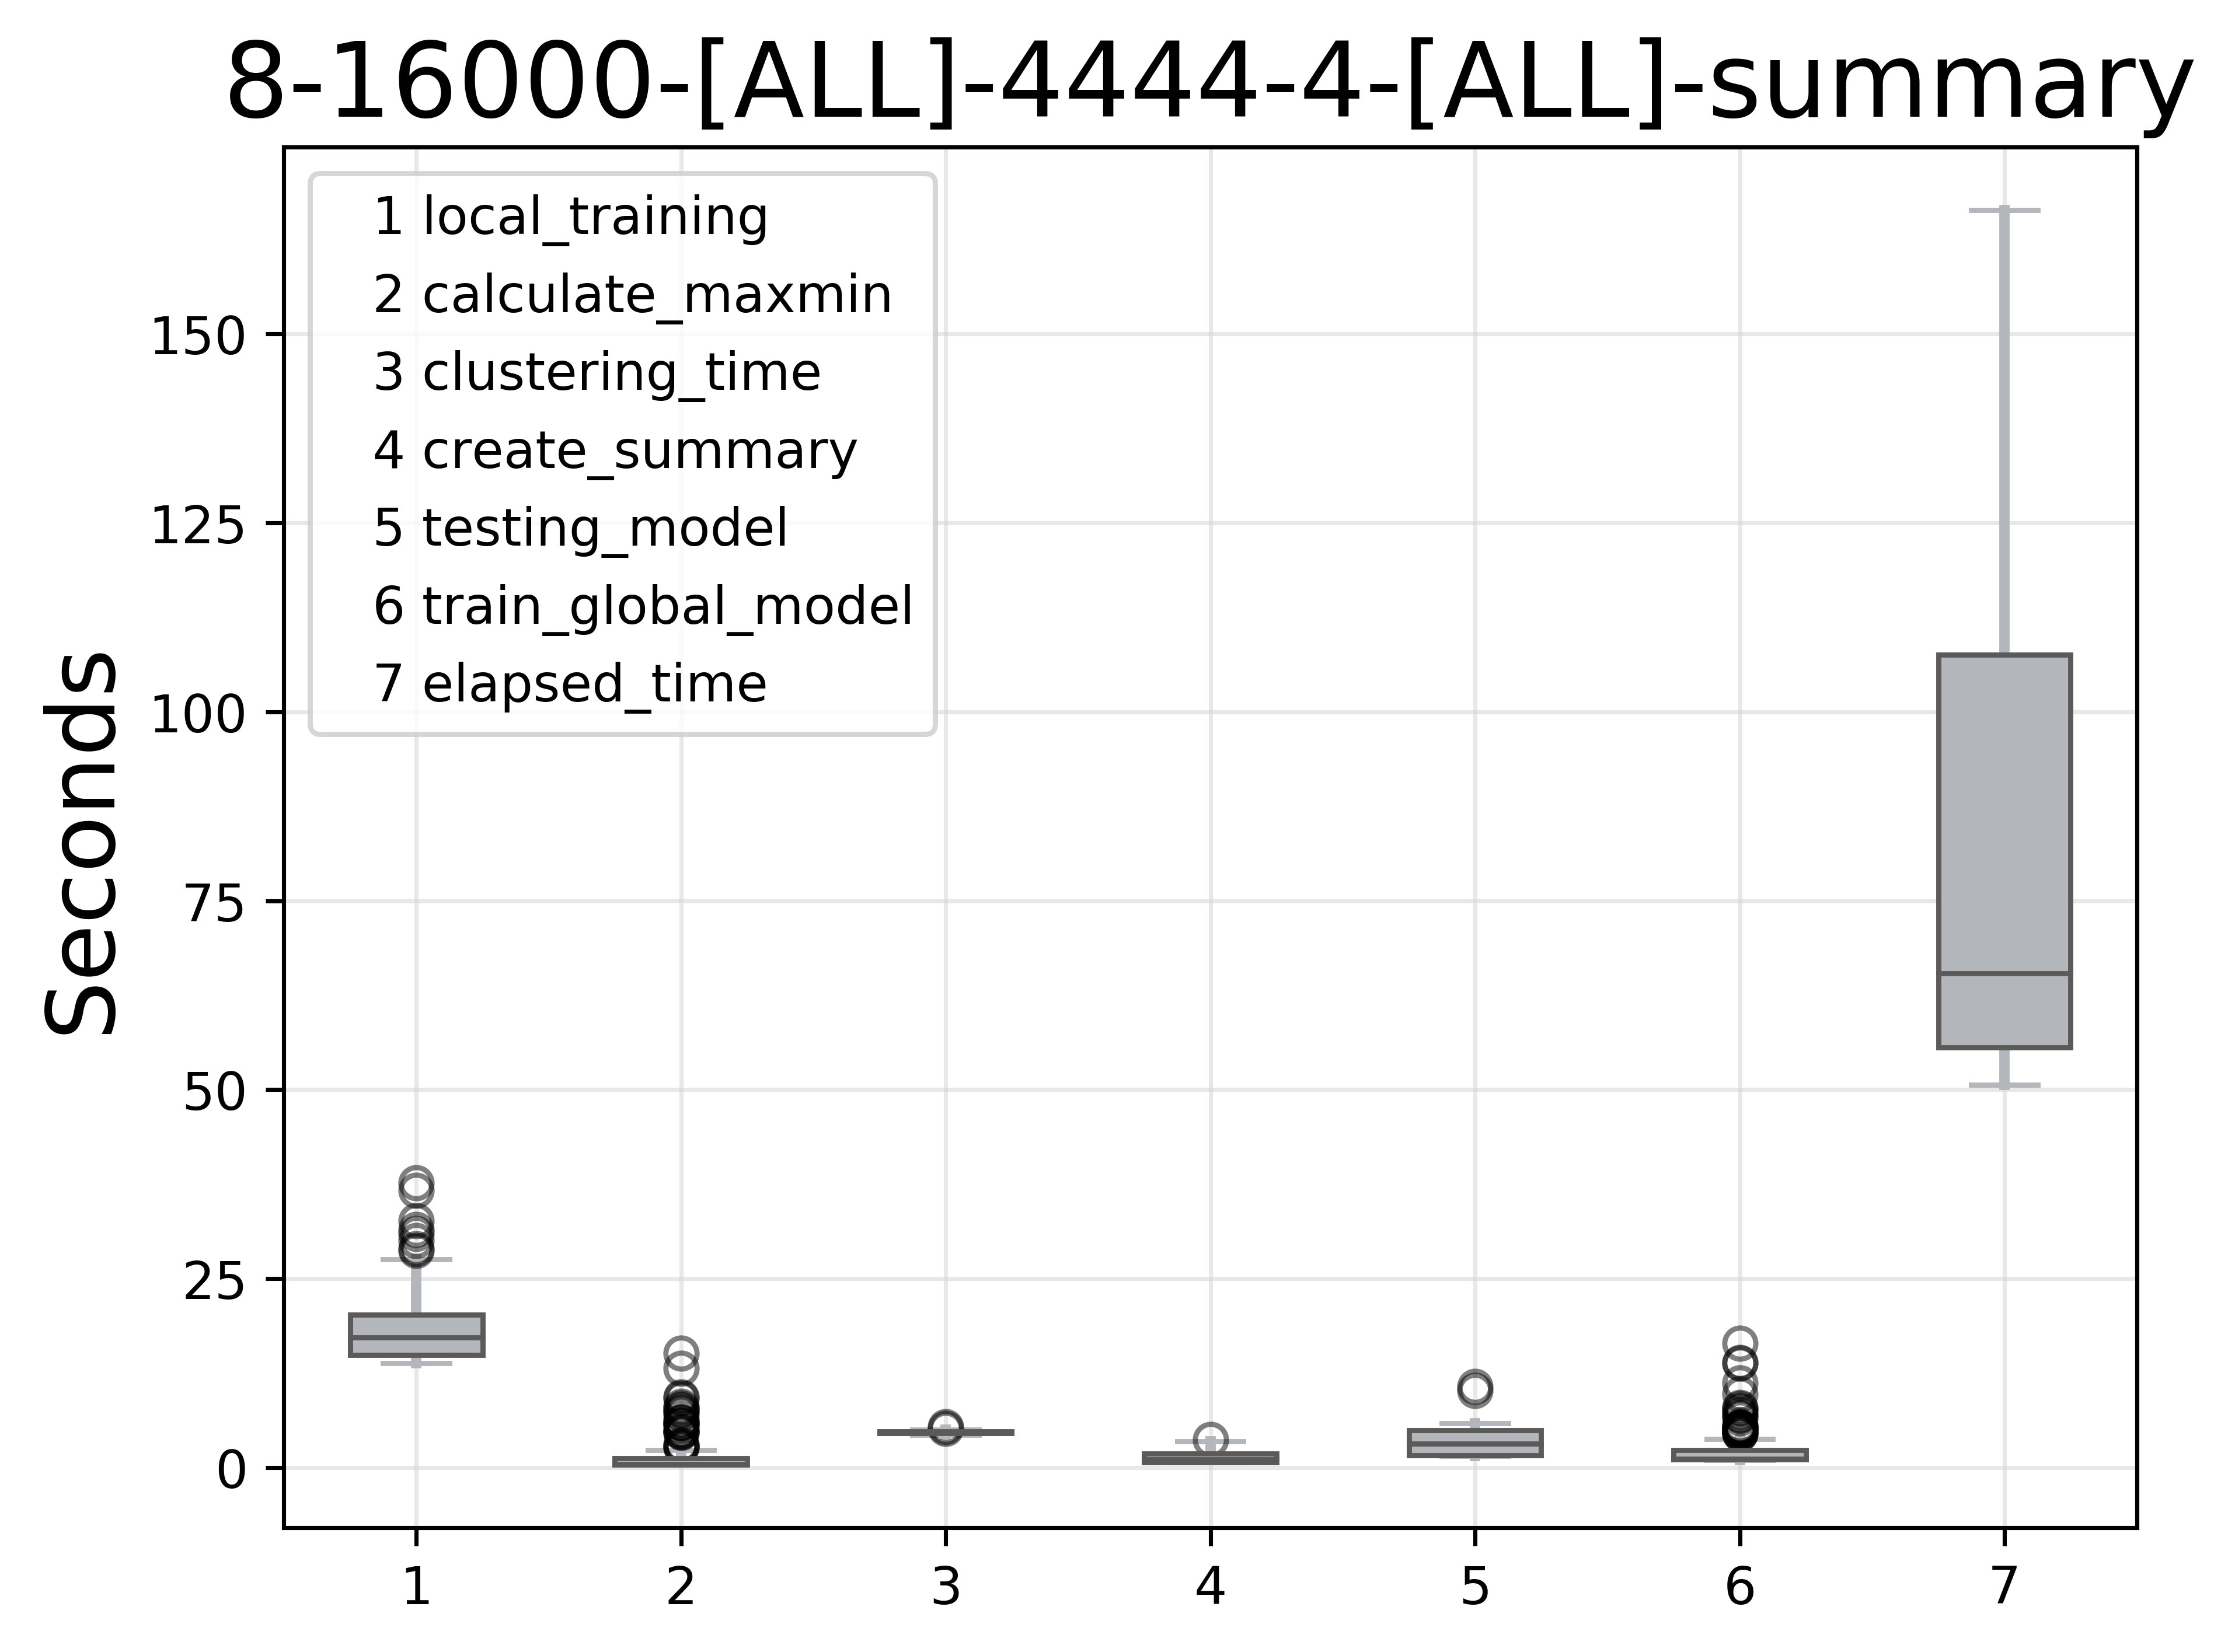 8-16000-[ALL]-4444-4-[ALL]-summary
1 local_training
2 calculate_maxmin
3 clustering_time
4 create_summary
5 testing_model
6 train_global_model
7 elapsed_time
Seconds
150
125
100
75
50
25
0
1 2 3 4 5 6 7